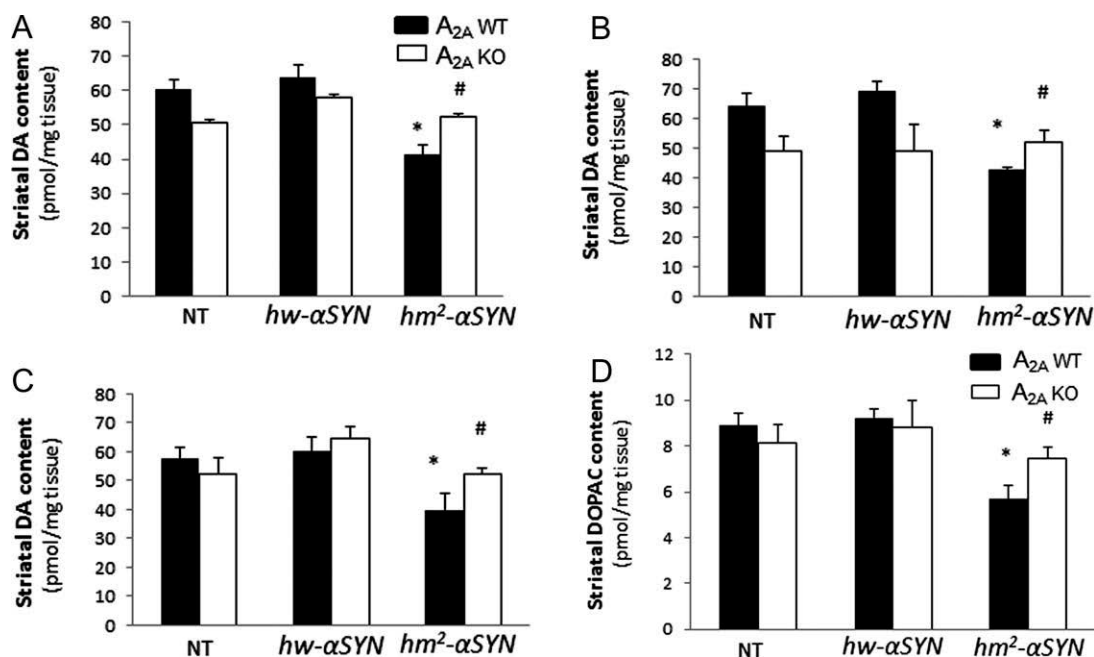 A
Striatal DA content
(pmol/mg tissue)
80
70
60
50
40
30
20
10
0
A2A WT
A2A KO
*
#
NT
hw-αSYN
hm²-αSYN
B
Striatal DA content
(pmol/mg tissue)
90
80
70
60
50
40
30
20
10
0
*
#
NT
hw-αSYN
hm²-αSYN
C
Striatal DA content
(pmol/mg tissue)
80
70
60
50
40
30
20
10
0
*
#
NT
hw-αSYN
hm²-αSYN
D
Striatal DOPAC content
(pmol/mg tissue)
12
10
8
6
4
2
0
A2A WT
A2A KO
*
#
NT
hw-αSYN
hm²-αSYN